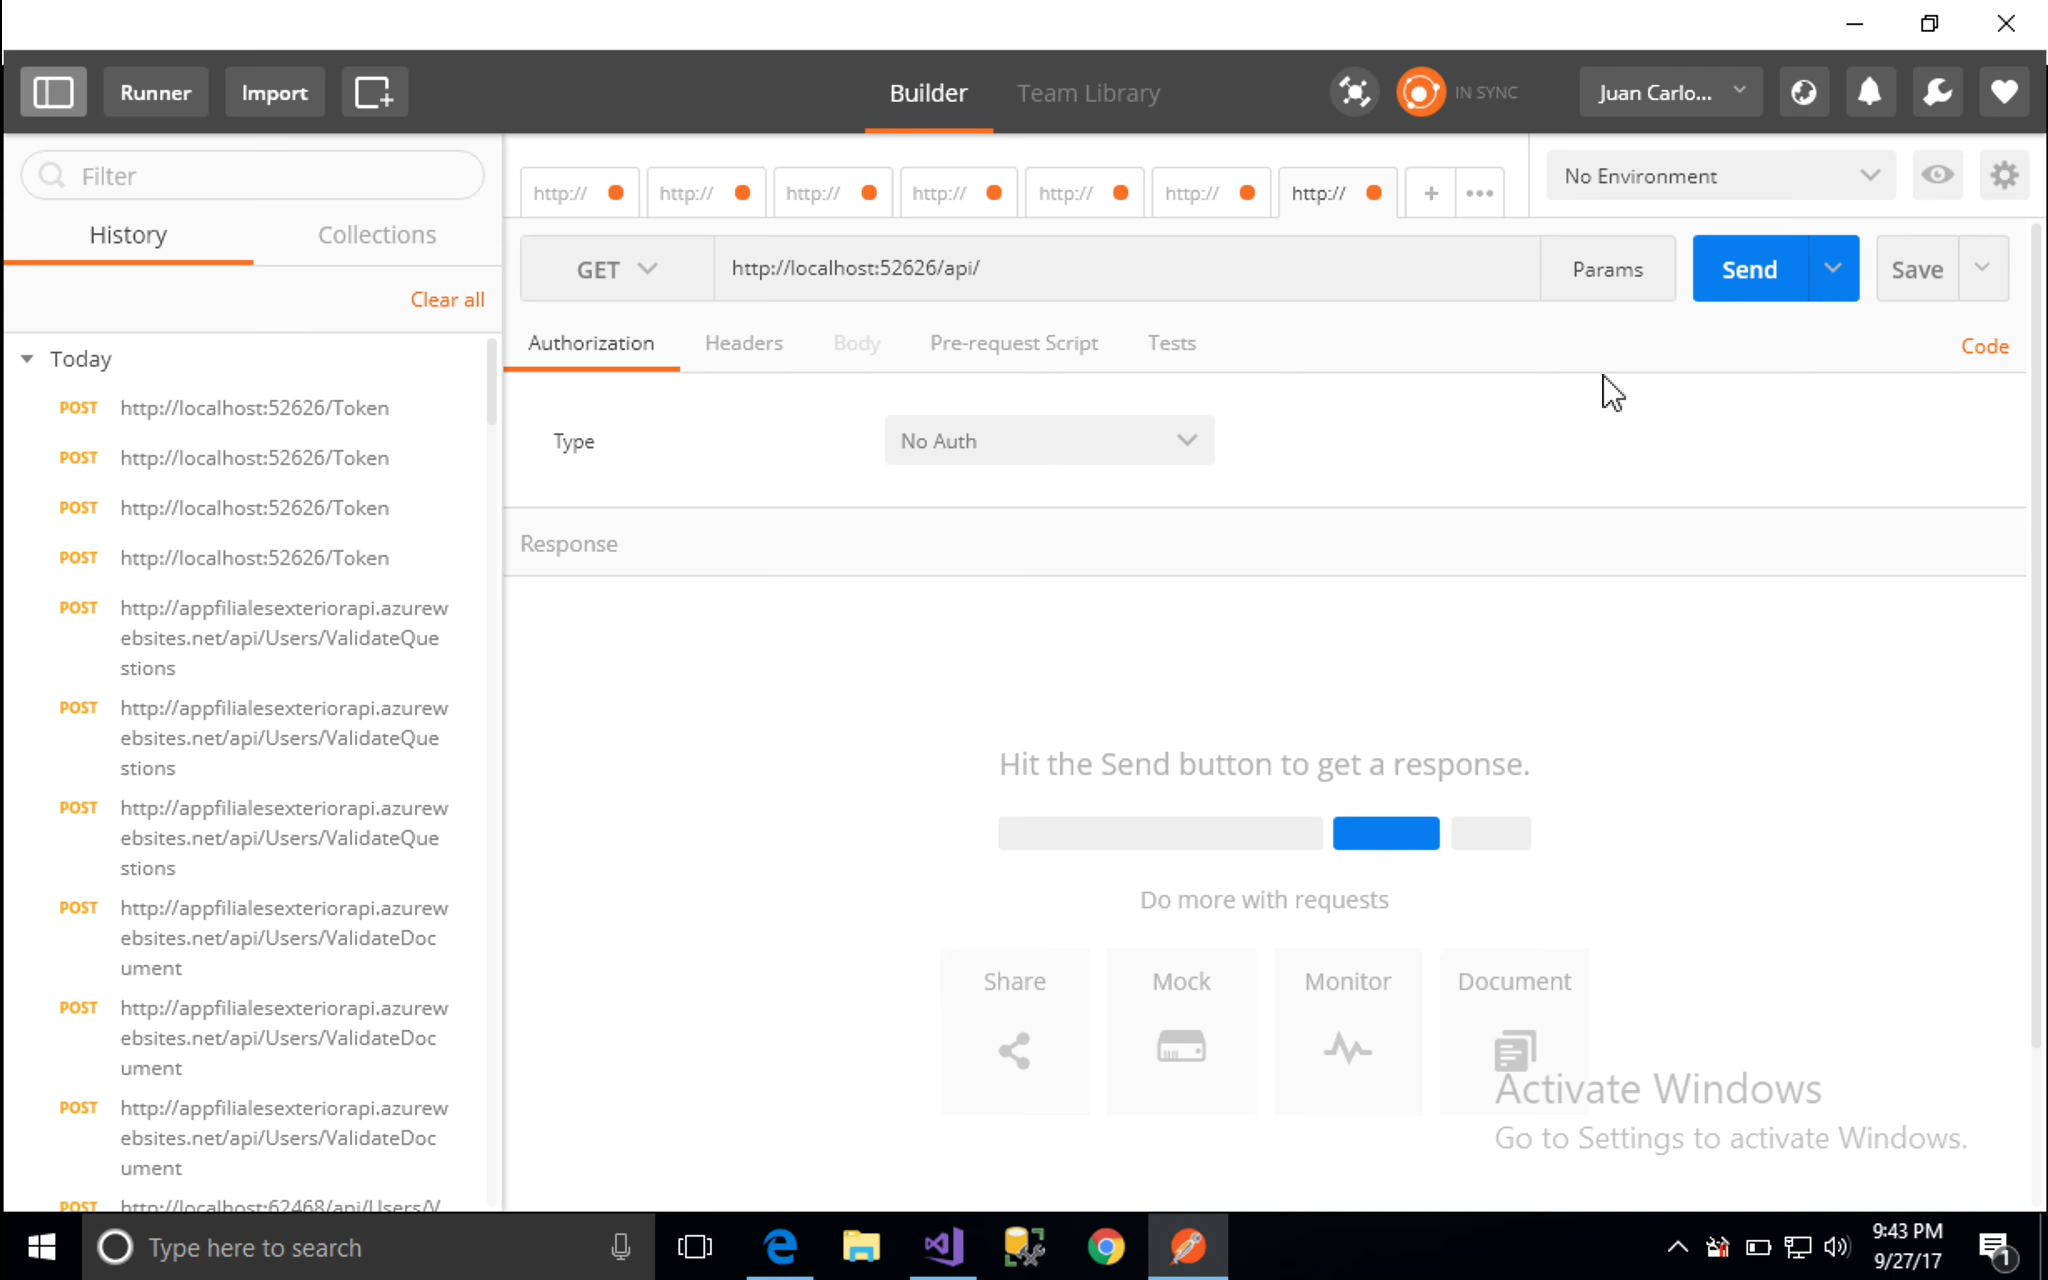 Runner
Import
Builder
Team Library
IN SYNC
Juan Carlo...
Filter
History
Collections
Clear all
Today
POST http://localhost:52626/Token
POST http://localhost:52626/Token
POST http://localhost:52626/Token
POST http://localhost:52626/Token
POST http://appfilialesexteriorapi.azurew
ebsites.net/api/Users/ValidateQue
stions
POST http://appfilialesexteriorapi.azurew
ebsites.net/api/Users/ValidateQue
stions
POST http://appfilialesexteriorapi.azurew
ebsites.net/api/Users/ValidateQue
stions
POST http://appfilialesexteriorapi.azurew
ebsites.net/api/Users/ValidateDoc
ument
POST http://appfilialesexteriorapi.azurew
ebsites.net/api/Users/ValidateDoc
ument
POST http://appfilialesexteriorapi.azurew
ebsites.net/api/Users/ValidateDoc
ument
POST http://localhost:62468/api/Users/V
http://
http://
http://
http://
http://
http://
http://
No Environment
GET
http://localhost:52626/api/
Params
Send
Save
Authorization
Headers
Body
Pre-request Script
Tests
Code
Type
No Auth
Response
Hit the Send button to get a response.
Do more with requests
Share
Mock
Monitor
Document
Activate Windows
Go to Settings to activate Windows.
Type here to search
9:43 PM
9/27/17
1